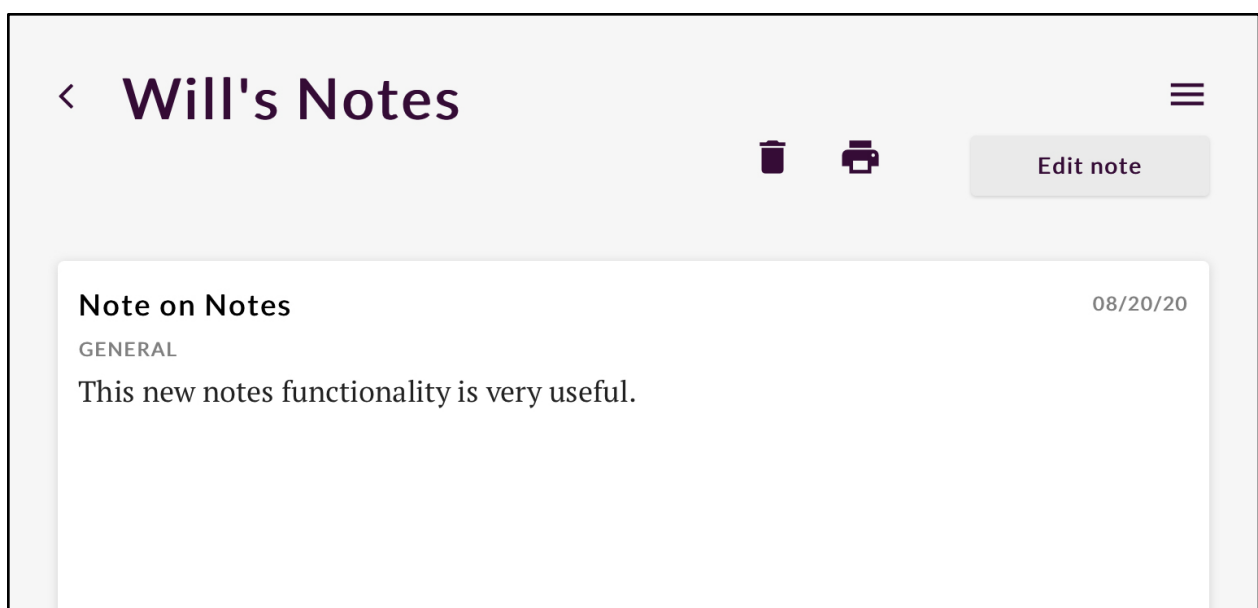 Will's Notes
Edit note
Note on Notes
08/20/20
GENERAL
This new notes functionality is very useful.